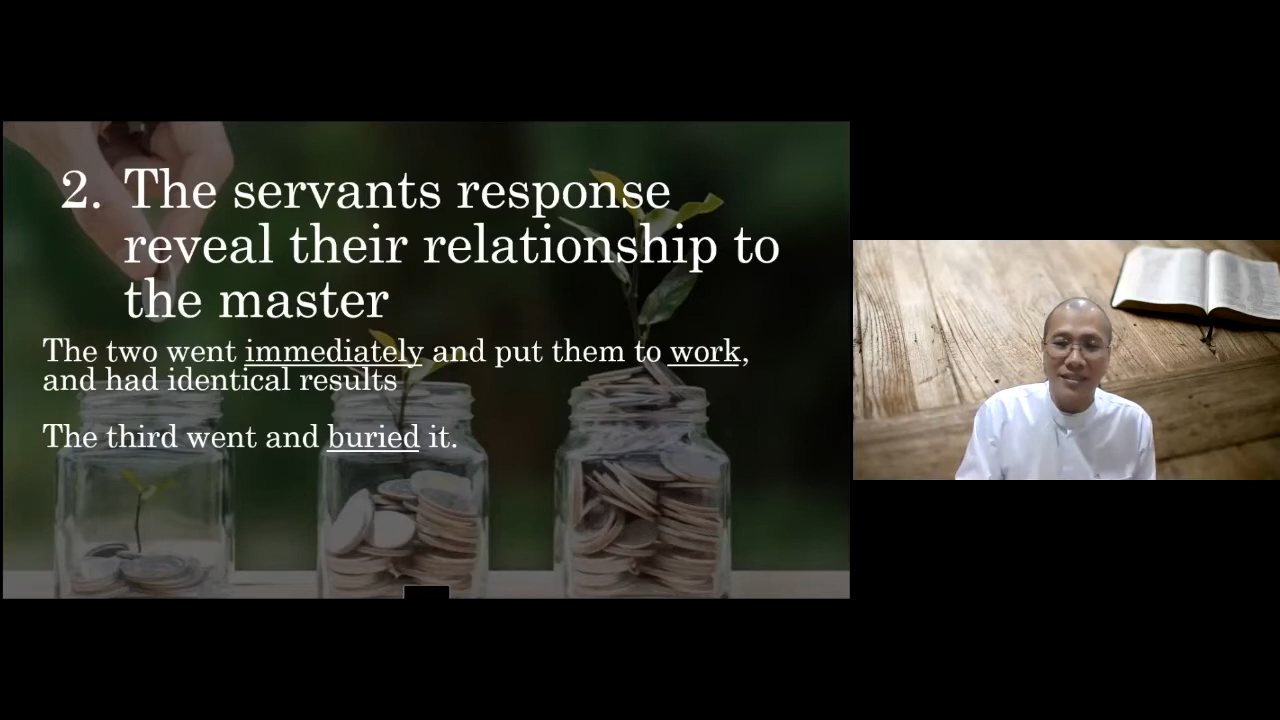 2. The servants response
reveal their relationship to
the master
The two went immediately and put them to work,
and had identical results
The third went and buried it.